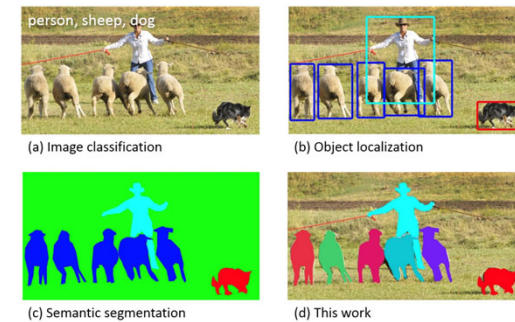 person, sheep, dog
(a) Image classification
(b) Object localization
(c) Semantic segmentation
(d) This work